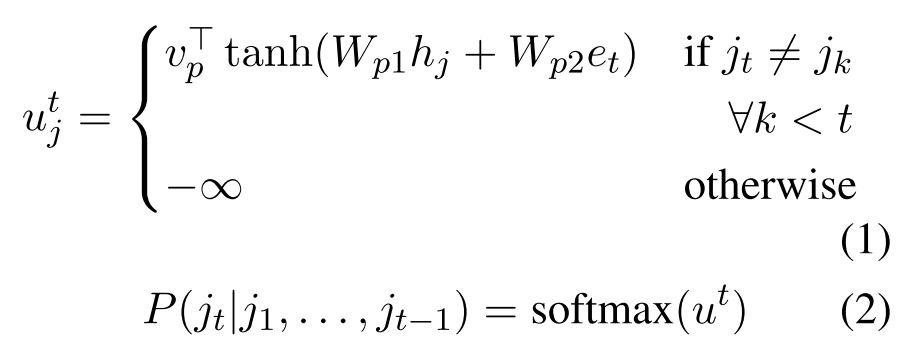 u_j^t = { v_p^⊤ tanh(W_{p1}h_j + W_{p2}e_t) if j_t ≠ j_k
∀k < t
−∞ otherwise
(1)
P(j_t|j_1, . . . , j_{t−1}) = softmax(u^t) (2)